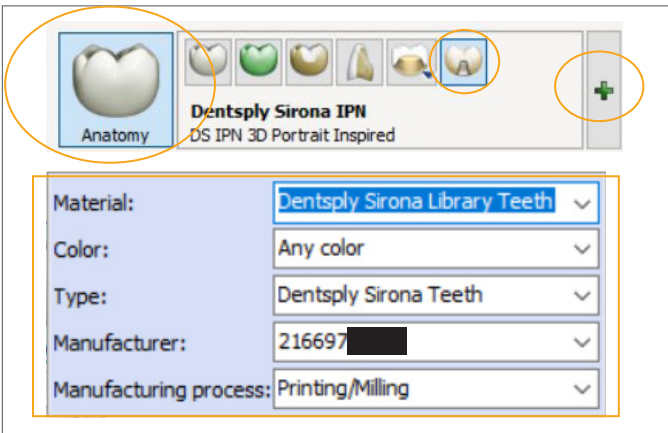 Anatomy
Dentsply Sirona IPN
DS IPN 3D Portrait Inspired
Material: Dentsply Sirona Library Teeth
Color: Any color
Type: Dentsply Sirona Teeth
Manufacturer: 216697
Manufacturing process: Printing/Milling